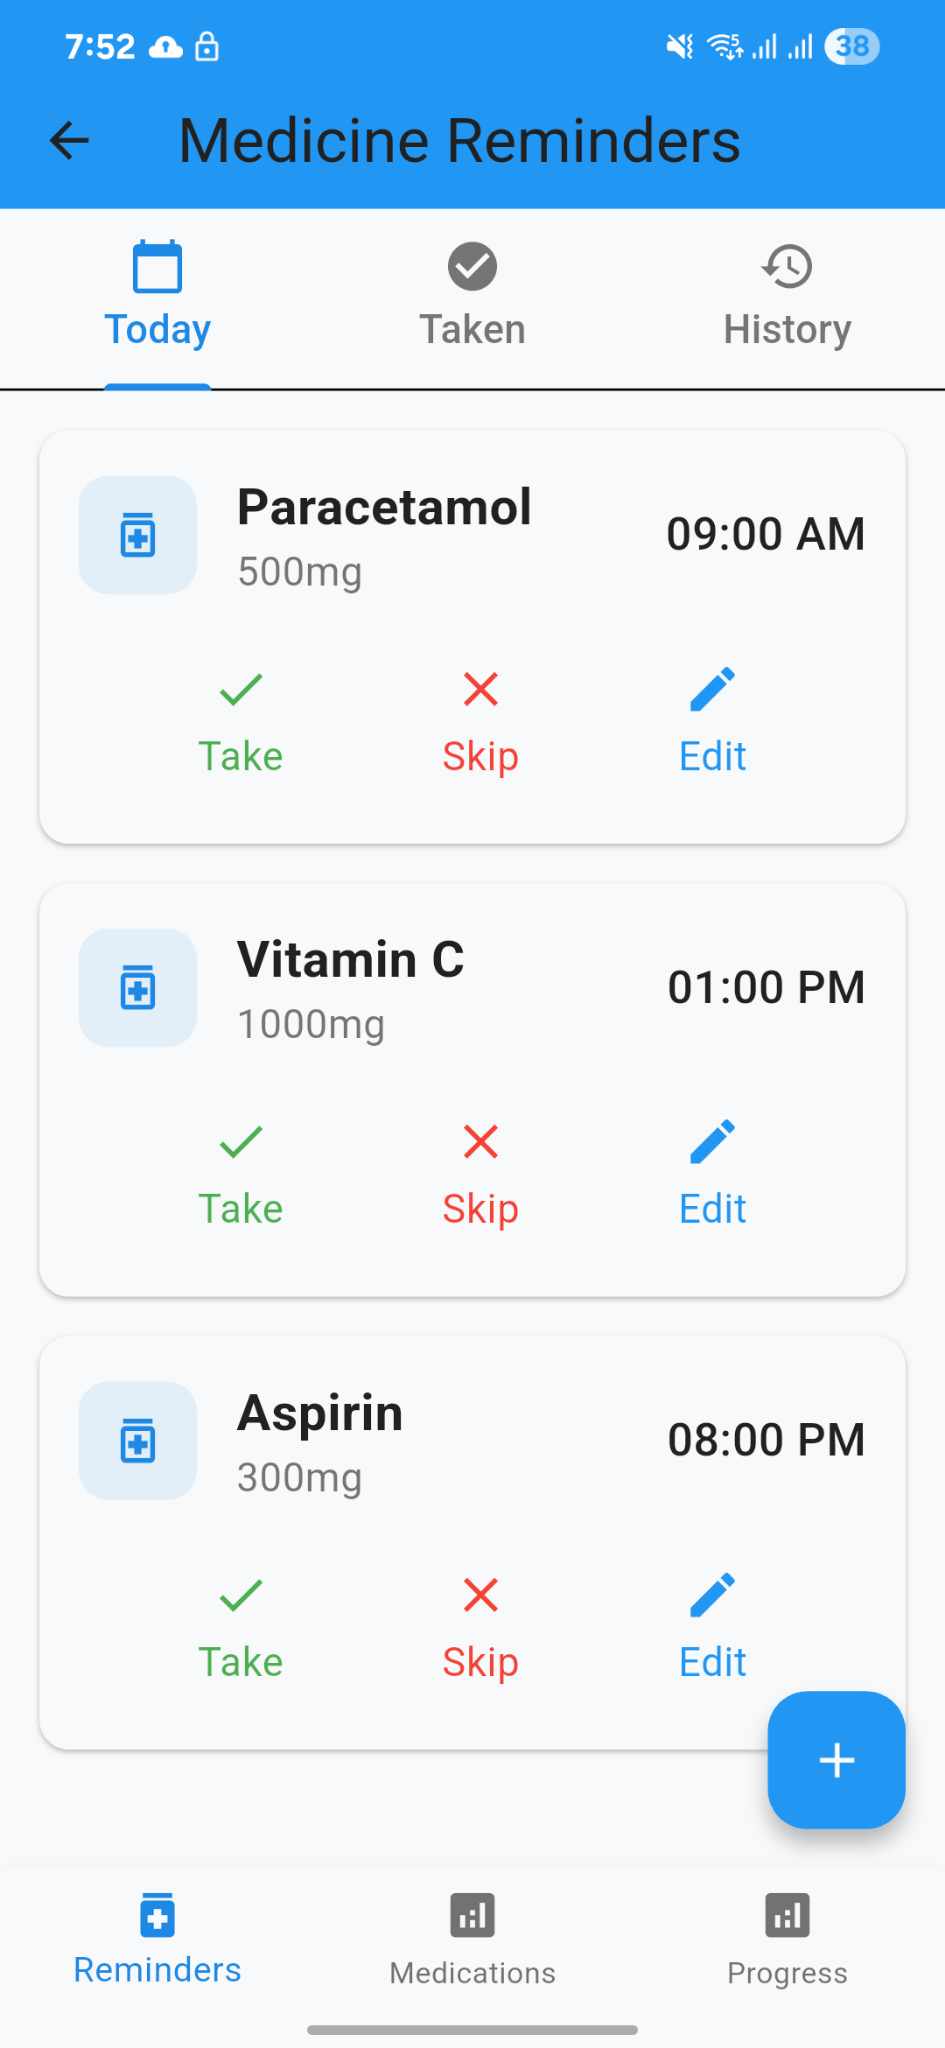 7:52
5
38
Medicine Reminders
Today Taken History
Paracetamol
500mg
09:00 AM
Take Skip Edit
Vitamin C
1000mg
01:00 PM
Take Skip Edit
Aspirin
300mg
08:00 PM
Take Skip Edit
+
Reminders Medications Progress